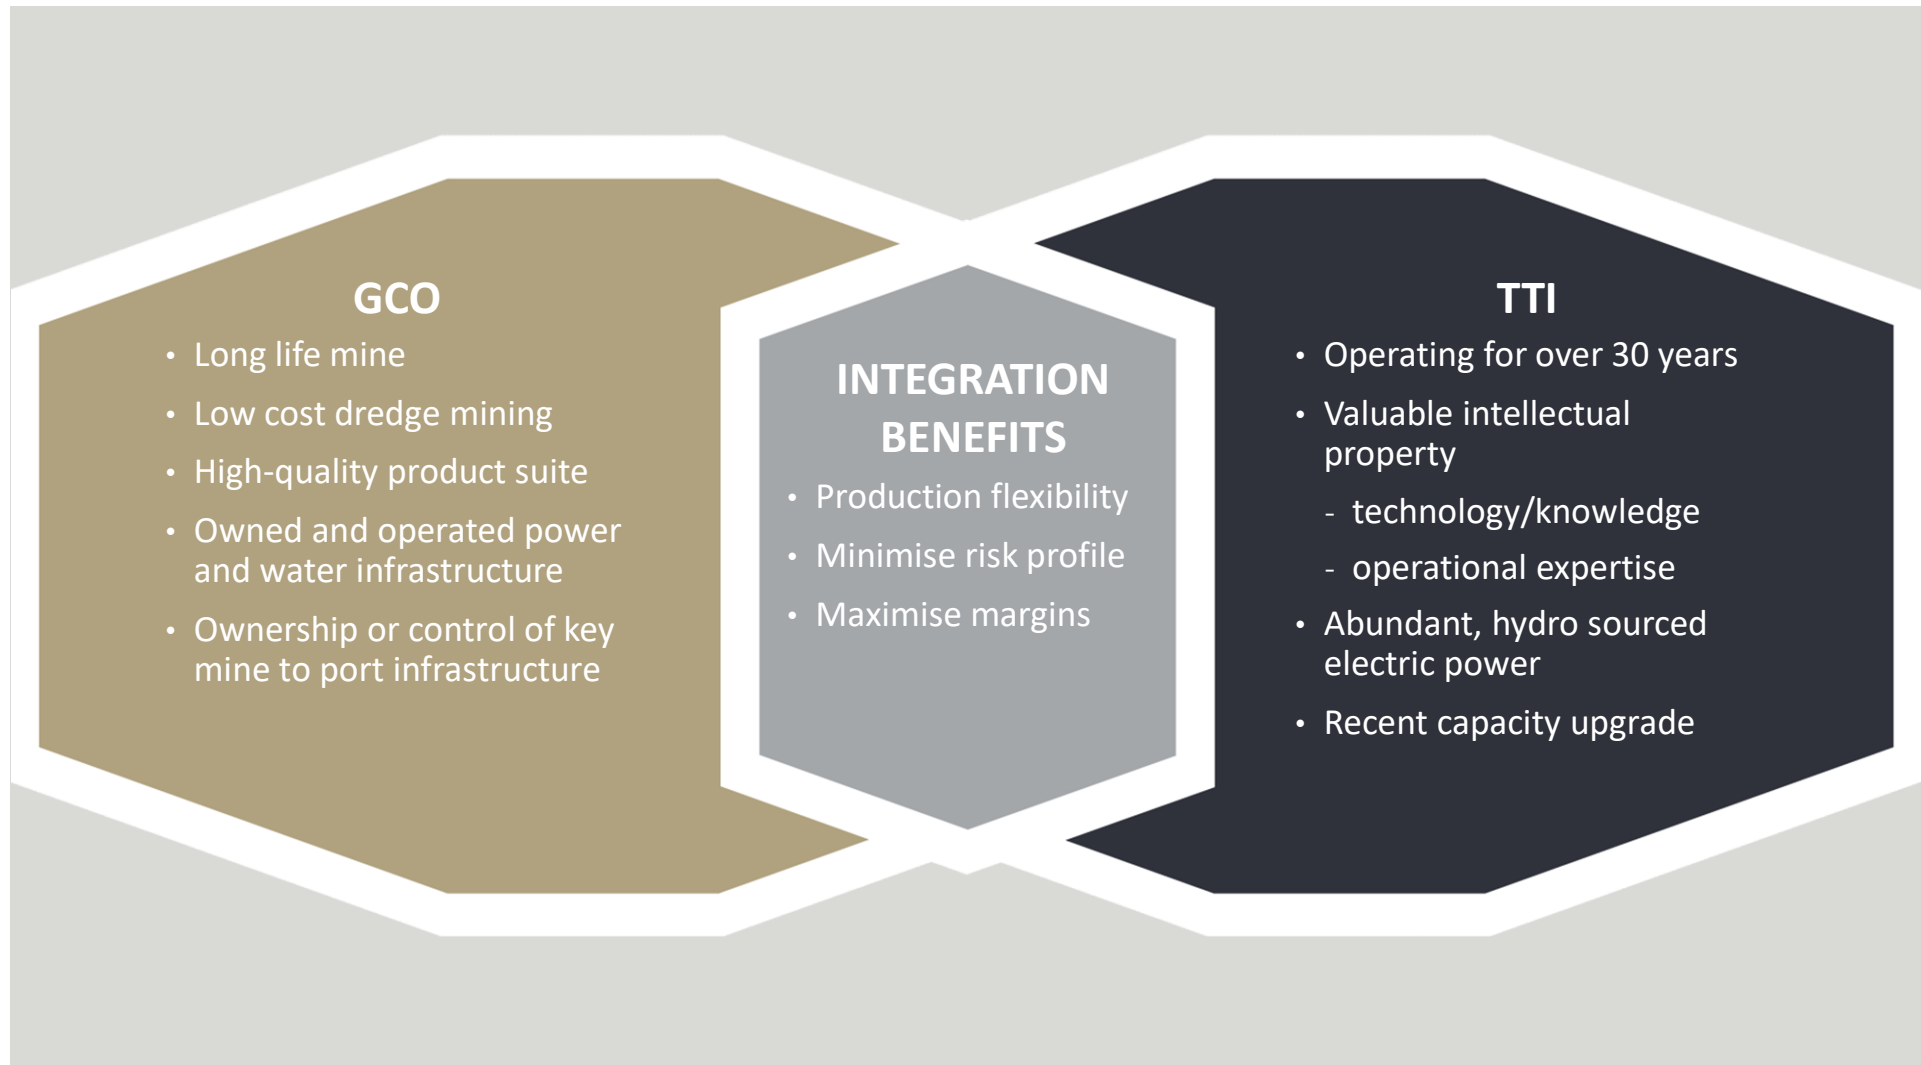 GCO
• Long life mine
• Low cost dredge mining
• High-quality product suite
• Owned and operated power
and water infrastructure
• Ownership or control of key
mine to port infrastructure
INTEGRATION
BENEFITS
• Production flexibility
• Minimise risk profile
• Maximise margins
TTI
• Operating for over 30 years
• Valuable intellectual
property
- technology/knowledge
- operational expertise
• Abundant, hydro sourced
electric power
• Recent capacity upgrade